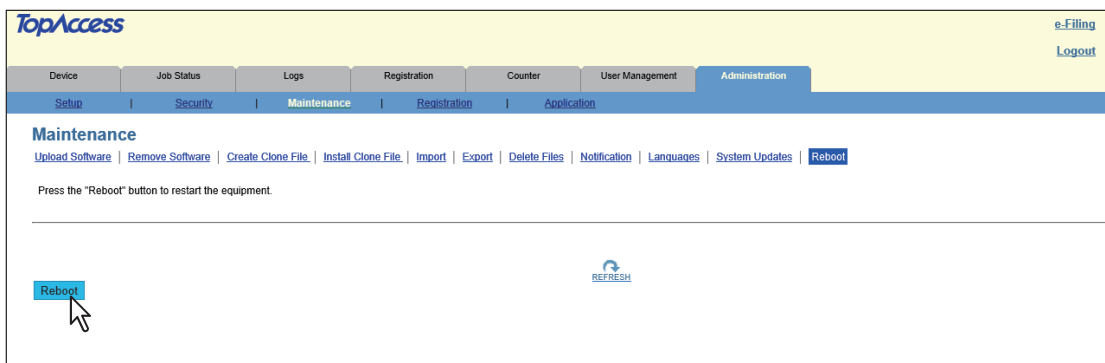 TopAccess
e-Filing
Logout
Device Job Status Logs Registration Counter User Management Administration
Setup | Security | Maintenance | Registration | Application
Maintenance
Upload Software | Remove Software | Create Clone File | Install Clone File | Import | Export | Delete Files | Notification | Languages | System Updates | Reboot
Press the "Reboot" button to restart the equipment.
REFRESH
Reboot